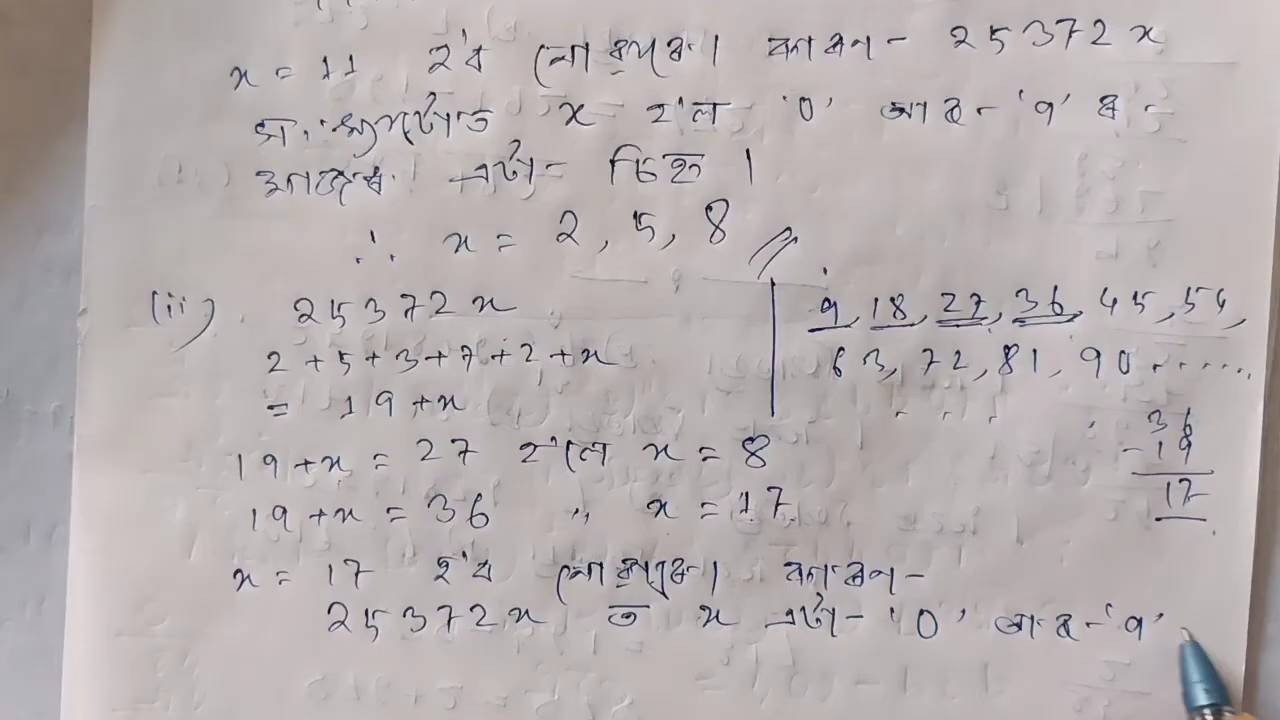 x = 11 হ'ব নোৱাৰে। কাৰণ- 25372x
সংখ্যাটোত x হ'ল '0' আৰু '9' ৰ
মাজৰ এটা চিহ্ন।
∴ x = 2, 5, 8
(ii) 25372x
2+5+3+7+2+x
= 19+x
19+x = 27 হ'লে x = 8
19+x = 36 ,, x = 17
x = 17 হ'ব নোৱাৰে। কাৰণ-
25372x ত x এটা '0' আৰু '9'
9, 18, 27, 36, 45, 54,
63, 72, 81, 90 ......
36
-19
17